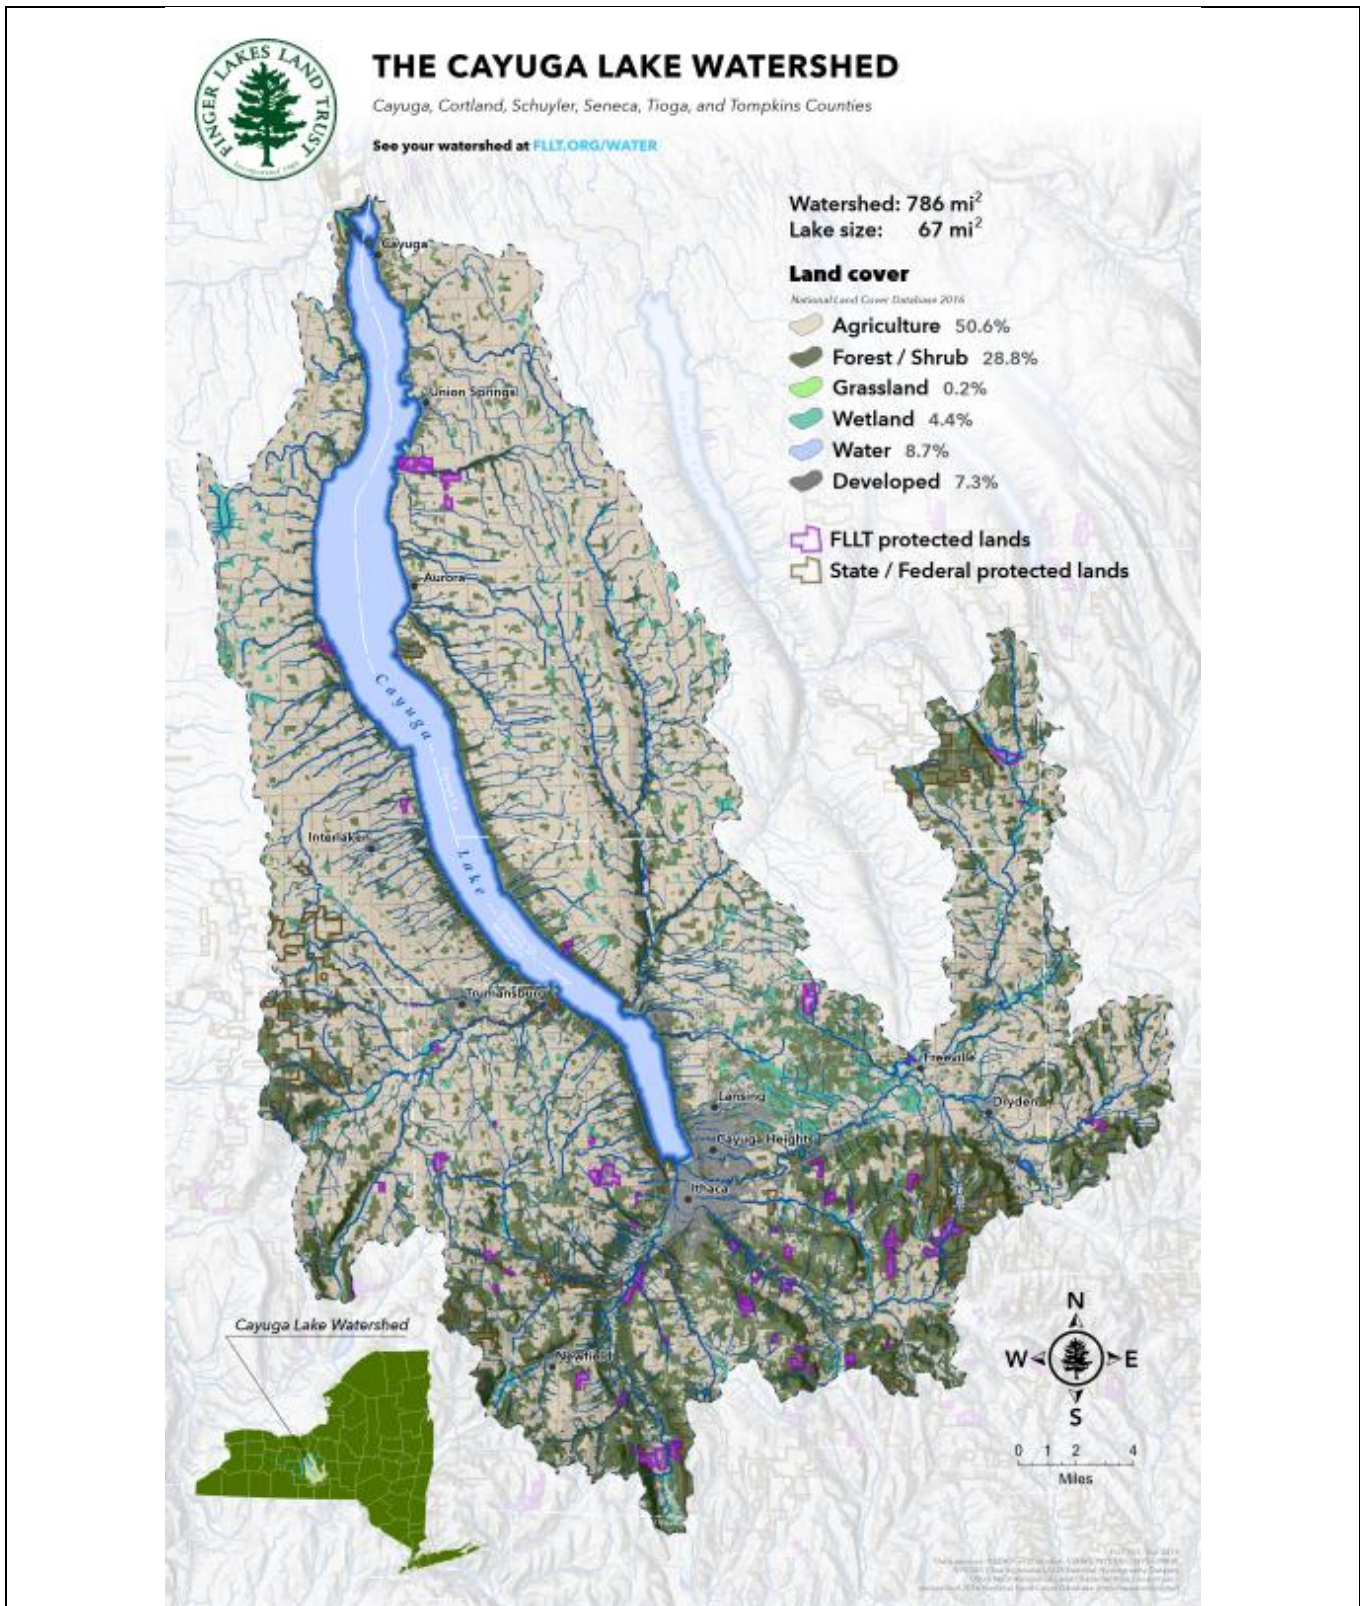 FINGER LAKES LAND TRUST
THE CAYUGA LAKE WATERSHED
Cayuga, Cortland, Schuyler, Seneca, Tioga, and Tompkins Counties
See your watershed at FLLT.ORG/WATER
Watershed: 786 mi²
Lake size: 67 mi²
Land cover
National Land Cover Database 2016
Agriculture 50.6%
Forest / Shrub 28.8%
Grassland 0.2%
Wetland 4.4%
Water 8.7%
Developed 7.3%
FLLT protected lands
State / Federal protected lands
Cayuga
Union Springs
Aurora
Cayuga Lake
Interlaken
Trumansburg
Freeville
Dryden
Lansing
Cayuga Heights
Ithaca
Newfield
Cayuga Lake Watershed
N
W E
S
0 1 2 4
Miles